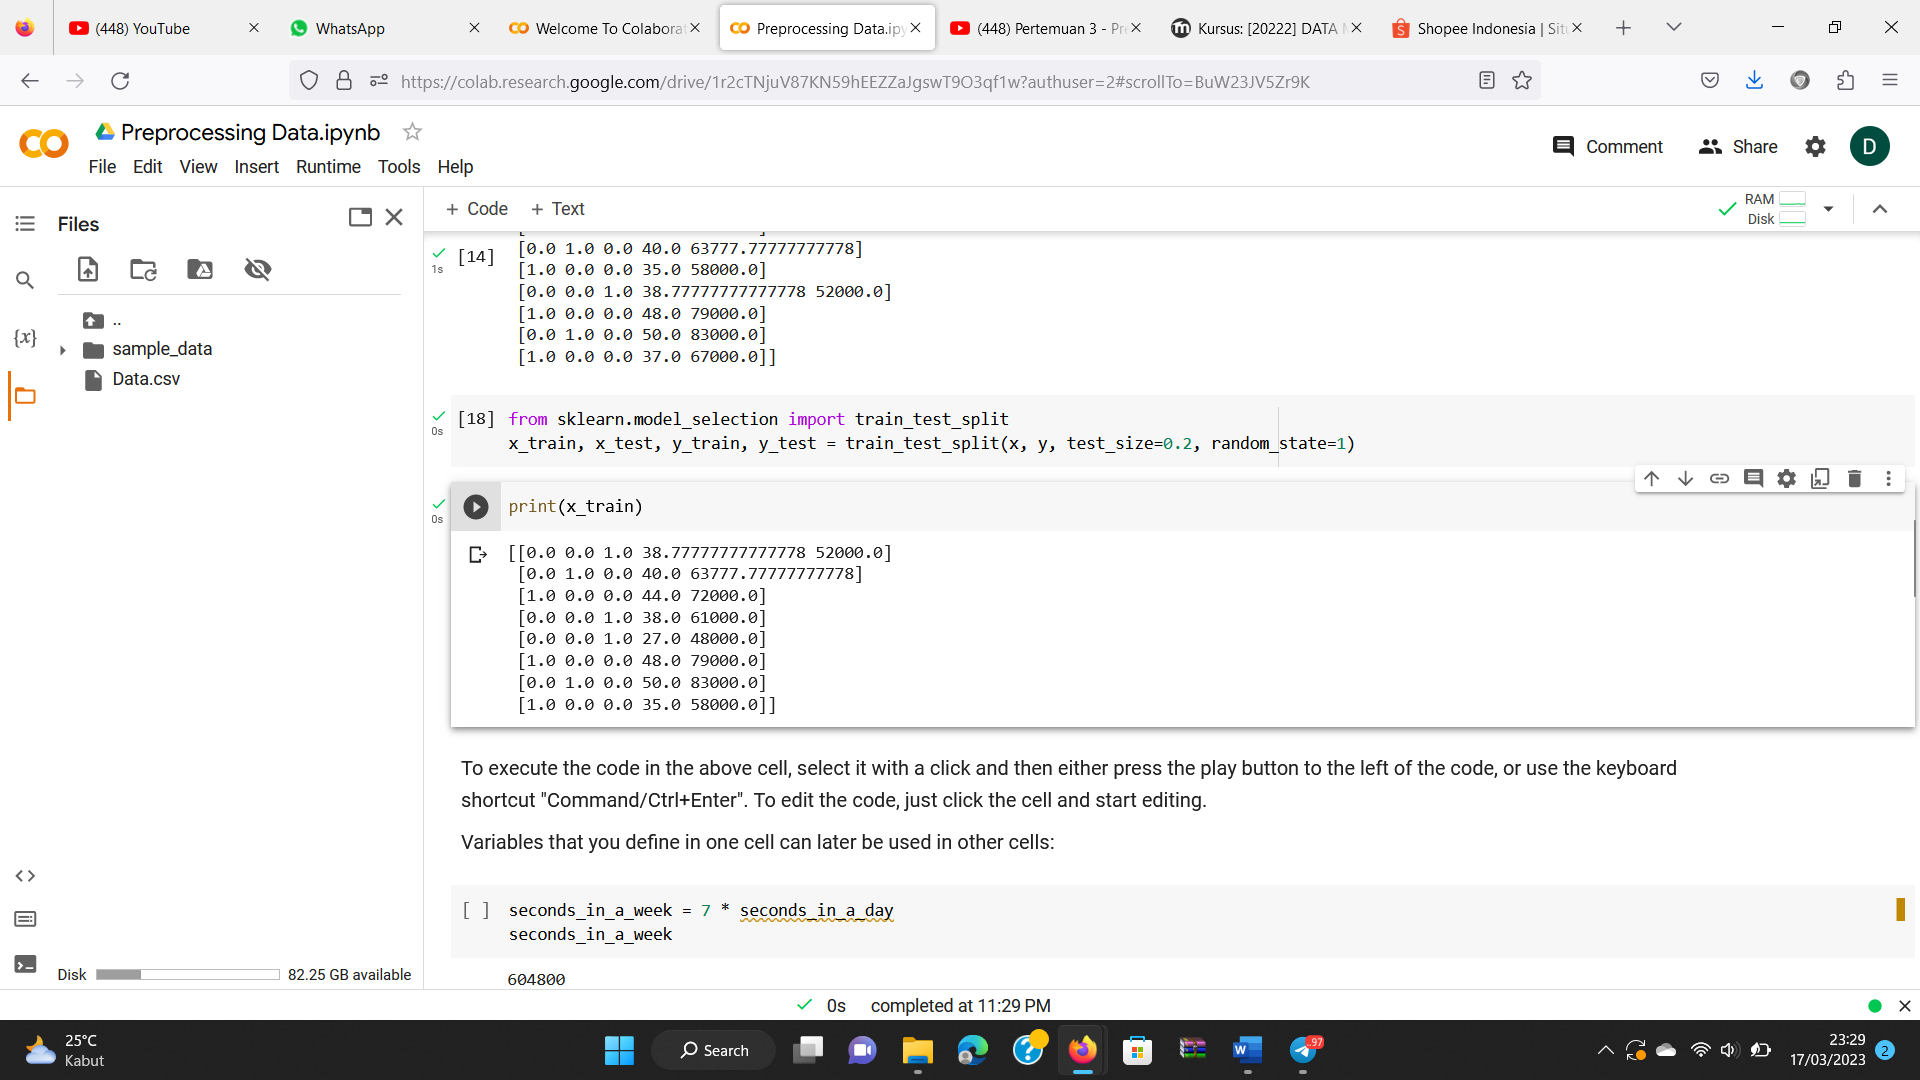 (448) YouTube
WhatsApp
Welcome To Colaborat
Preprocessing Data.ipy
(448) Pertemuan 3 - Pre
Kursus: [20222] DATA M
Shopee Indonesia | Situ
https://colab.research.google.com/drive/1r2cTNjuV87KN59hEEZZaJgswT9O3qf1w?authuser=2#scrollTo=BuW23JV5Zr9K
Preprocessing Data.ipynb
File Edit View Insert Runtime Tools Help
Comment
Share
D
Files
+ Code + Text
RAM
Disk
..
sample_data
Data.csv
{x}
1s
[14]
[0.0 1.0 0.0 40.0 63777.77777777778]
[1.0 0.0 0.0 35.0 58000.0]
[0.0 0.0 1.0 38.77777777777778 52000.0]
[1.0 0.0 0.0 48.0 79000.0]
[0.0 1.0 0.0 50.0 83000.0]
[1.0 0.0 0.0 37.0 67000.0]]
0s
[18] from sklearn.model_selection import train_test_split
x_train, x_test, y_train, y_test = train_test_split(x, y, test_size=0.2, random_state=1)
0s
print(x_train)
[[0.0 0.0 1.0 38.77777777777778 52000.0]
[0.0 1.0 0.0 40.0 63777.77777777778]
[1.0 0.0 0.0 44.0 72000.0]
[0.0 0.0 1.0 38.0 61000.0]
[0.0 0.0 1.0 27.0 48000.0]
[1.0 0.0 0.0 48.0 79000.0]
[0.0 1.0 0.0 50.0 83000.0]
[1.0 0.0 0.0 35.0 58000.0]]
To execute the code in the above cell, select it with a click and then either press the play button to the left of the code, or use the keyboard
shortcut "Command/Ctrl+Enter". To edit the code, just click the cell and start editing.
Variables that you define in one cell can later be used in other cells:
[ ] seconds_in_a_week = 7 * seconds_in_a_day
seconds_in_a_week
604800
Disk 82.25 GB available
0s completed at 11:29 PM
25°C
Kabut
Search
97
23:29
17/03/2023
2